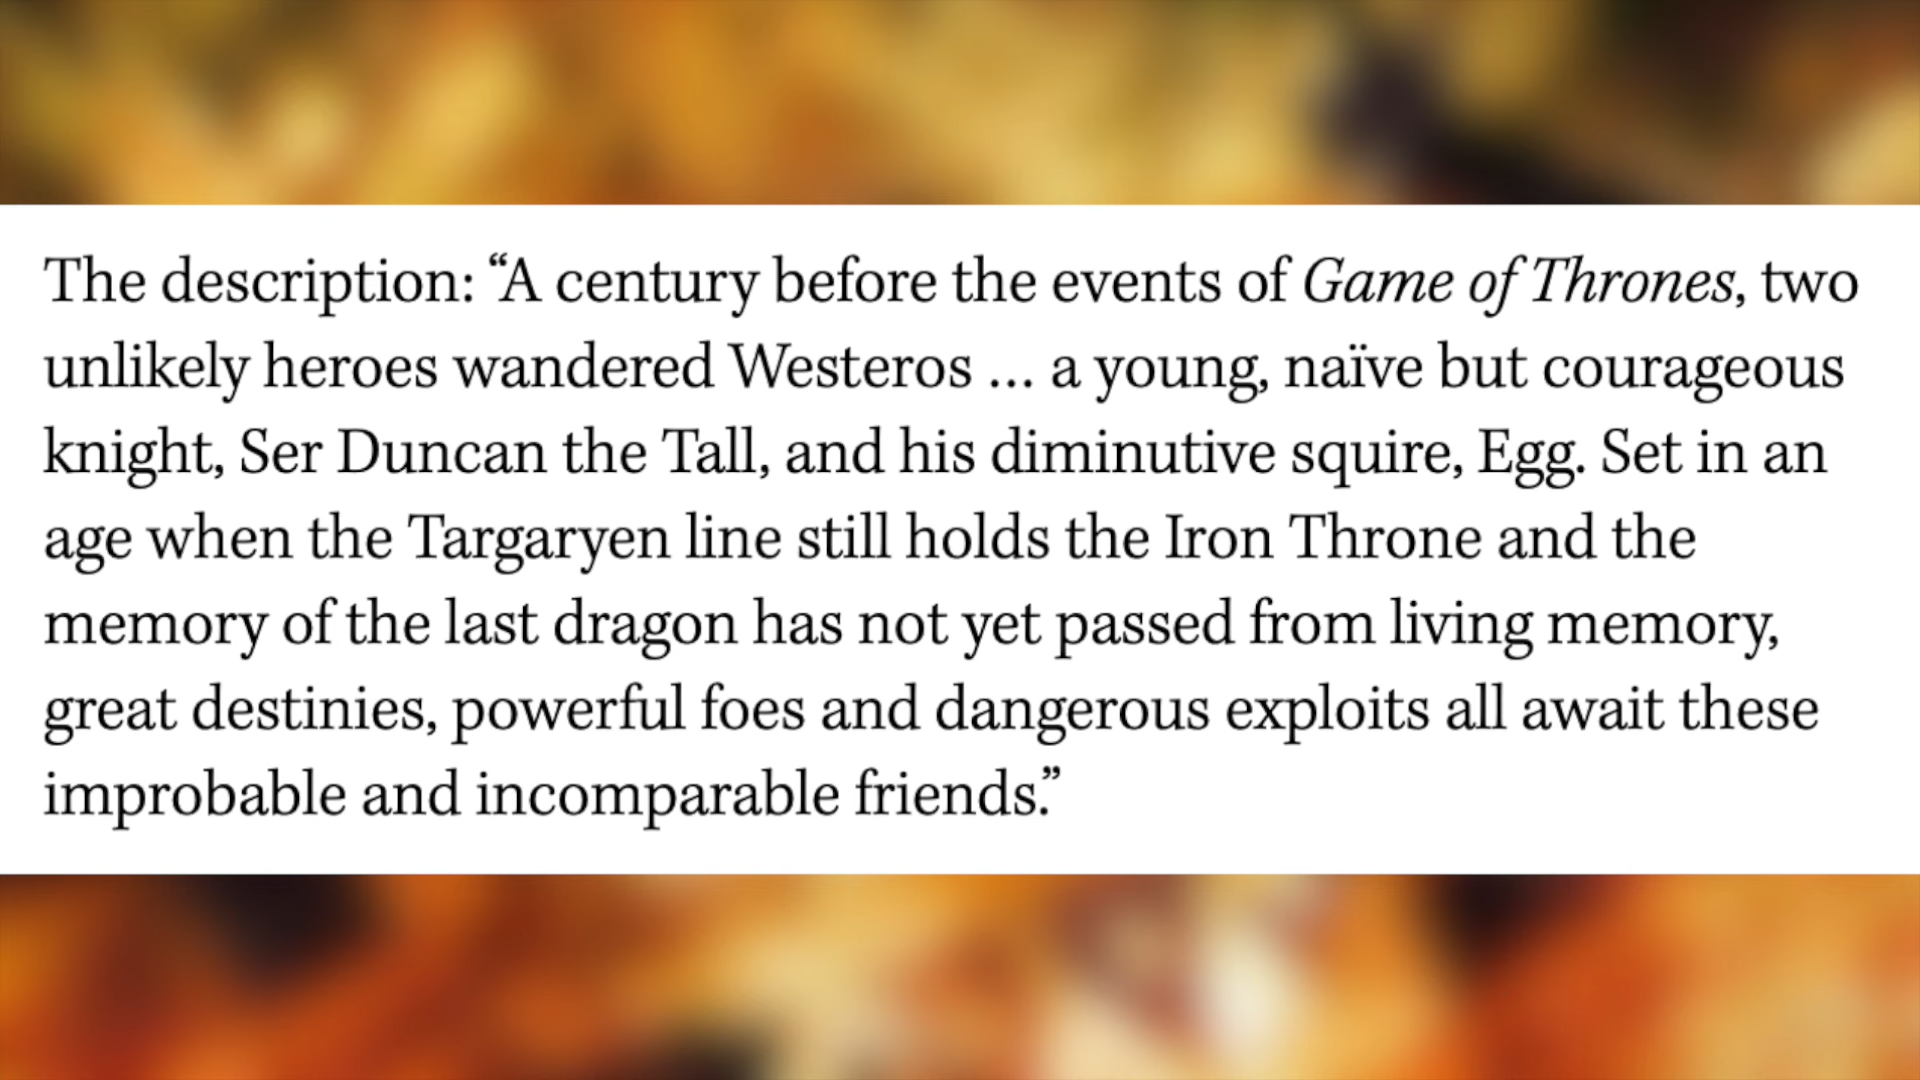 The description: “A century before the events of Game of Thrones, two
unlikely heroes wandered Westeros ... a young, naïve but courageous
knight, Ser Duncan the Tall, and his diminutive squire, Egg. Set in an
age when the Targaryen line still holds the Iron Throne and the
memory of the last dragon has not yet passed from living memory,
great destinies, powerful foes and dangerous exploits all await these
improbable and incomparable friends.”